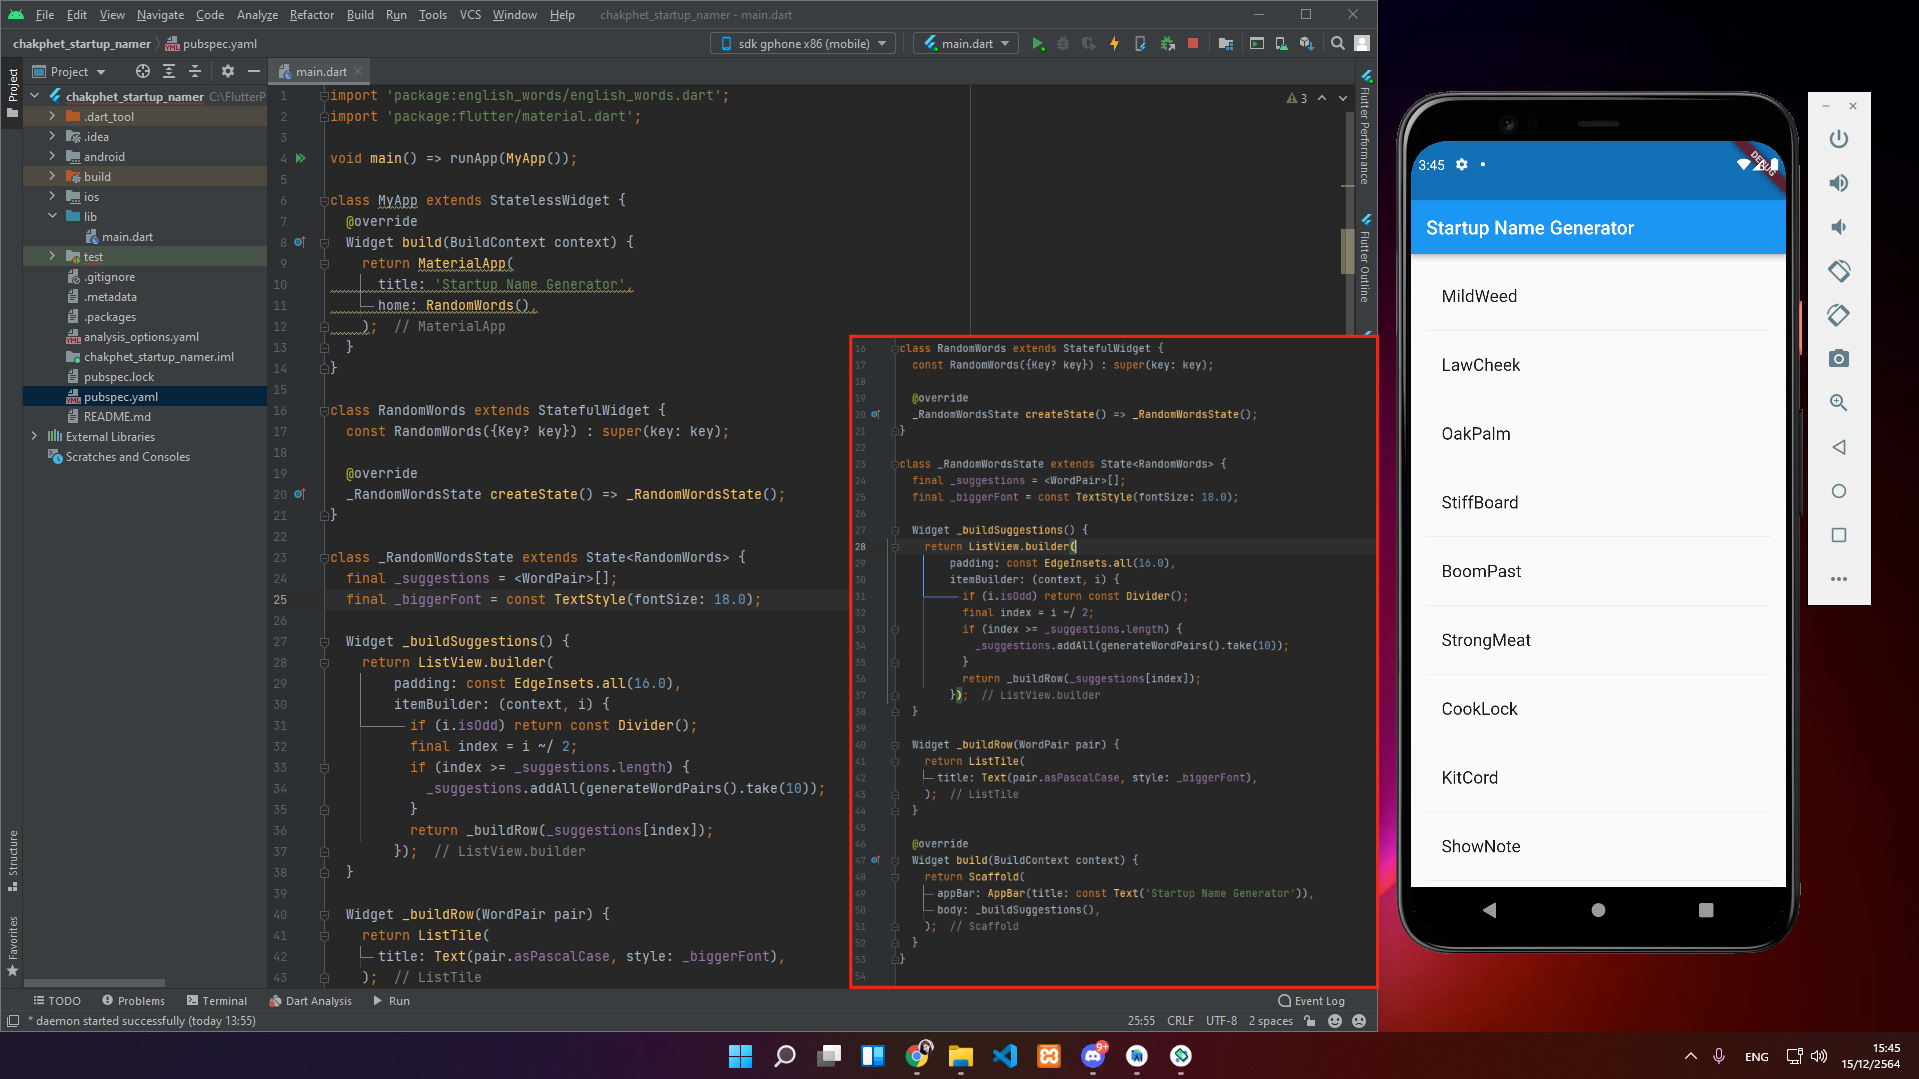 File Edit View Navigate Code Analyze Refactor Build Run Tools VCS Window Help chakphet_startup_namer - main.dart
chakphet_startup_namer pubspec.yaml
sdk gphone x86 (mobile)
main.dart
Project
Project
main.dart
chakphet_startup_namer C:\FlutterP
.dart_tool
.idea
android
build
ios
lib
main.dart
test
.gitignore
.metadata
.packages
analysis_options.yaml
chakphet_startup_namer.iml
pubspec.lock
pubspec.yaml
README.md
External Libraries
Scratches and Consoles
Structure
Favorites
3
Flutter Performance
Flutter Outline
1 import 'package:english_words/english_words.dart';
2 import 'package:flutter/material.dart';
3
4 void main() => runApp(MyApp());
5
6 class MyApp extends StatelessWidget {
7 @override
8 Widget build(BuildContext context) {
9 return MaterialApp(
10 title: 'Startup Name Generator',
11 home: RandomWords(),
12 ); // MaterialApp
13 }
14 }
15
16 class RandomWords extends StatefulWidget {
17 const RandomWords({Key? key}) : super(key: key);
18
19 @override
20 _RandomWordsState createState() => _RandomWordsState();
21 }
22
23 class _RandomWordsState extends State<RandomWords> {
24 final _suggestions = <WordPair>[];
25 final _biggerFont = const TextStyle(fontSize: 18.0);
26
27 Widget _buildSuggestions() {
28 return ListView.builder(
29 padding: const EdgeInsets.all(16.0),
30 itemBuilder: (context, i) {
31 if (i.isOdd) return const Divider();
32 final index = i ~/ 2;
33 if (index >= _suggestions.length) {
34 _suggestions.addAll(generateWordPairs().take(10));
35 }
36 return _buildRow(_suggestions[index]);
37 }); // ListView.builder
38 }
39
40 Widget _buildRow(WordPair pair) {
41 return ListTile(
42 title: Text(pair.asPascalCase, style: _biggerFont),
43 ); // ListTile
16 class RandomWords extends StatefulWidget {
17 const RandomWords({Key? key}) : super(key: key);
18
19 @override
20 _RandomWordsState createState() => _RandomWordsState();
21 }
22
23 class _RandomWordsState extends State<RandomWords> {
24 final _suggestions = <WordPair>[];
25 final _biggerFont = const TextStyle(fontSize: 18.0);
26
27 Widget _buildSuggestions() {
28 return ListView.builder(
29 padding: const EdgeInsets.all(16.0),
30 itemBuilder: (context, i) {
31 if (i.isOdd) return const Divider();
32 final index = i ~/ 2;
33 if (index >= _suggestions.length) {
34 _suggestions.addAll(generateWordPairs().take(10));
35 }
36 return _buildRow(_suggestions[index]);
37 }); // ListView.builder
38 }
39
40 Widget _buildRow(WordPair pair) {
41 return ListTile(
42 title: Text(pair.asPascalCase, style: _biggerFont),
43 ); // ListTile
44 }
45
46 @override
47 Widget build(BuildContext context) {
48 return Scaffold(
49 appBar: AppBar(title: const Text('Startup Name Generator')),
50 body: _buildSuggestions(),
51 ); // Scaffold
52 }
53 }
54
TODO Problems Terminal Dart Analysis Run Event Log
* daemon started successfully (today 13:55) 25:55 CRLF UTF-8 2 spaces
3:45
DEBUG
Startup Name Generator
MildWeed
LawCheek
OakPalm
StiffBoard
BoomPast
StrongMeat
CookLock
KitCord
ShowNote
9+
ENG
15:45
15/12/2564